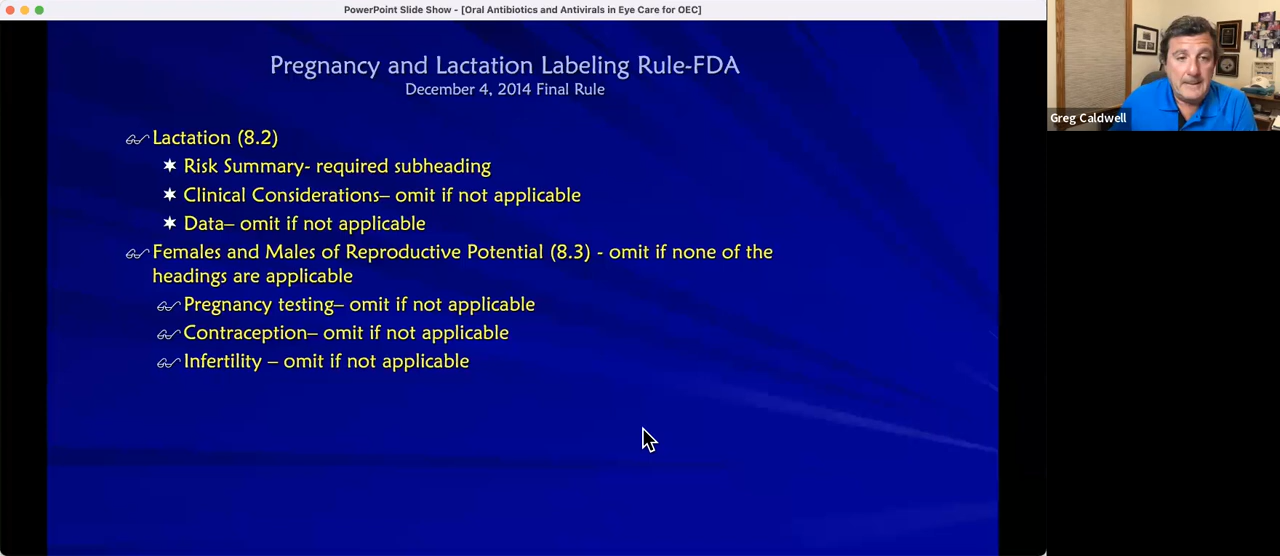 PowerPoint Slide Show - [Oral Antibiotics and Antivirals in Eye Care for OEC]
Pregnancy and Lactation Labeling Rule-FDA
December 4, 2014 Final Rule
Lactation (8.2)
Risk Summary- required subheading
Clinical Considerations– omit if not applicable
Data– omit if not applicable
Females and Males of Reproductive Potential (8.3) - omit if none of the
headings are applicable
Pregnancy testing– omit if not applicable
Contraception– omit if not applicable
Infertility – omit if not applicable
Greg Caldwell